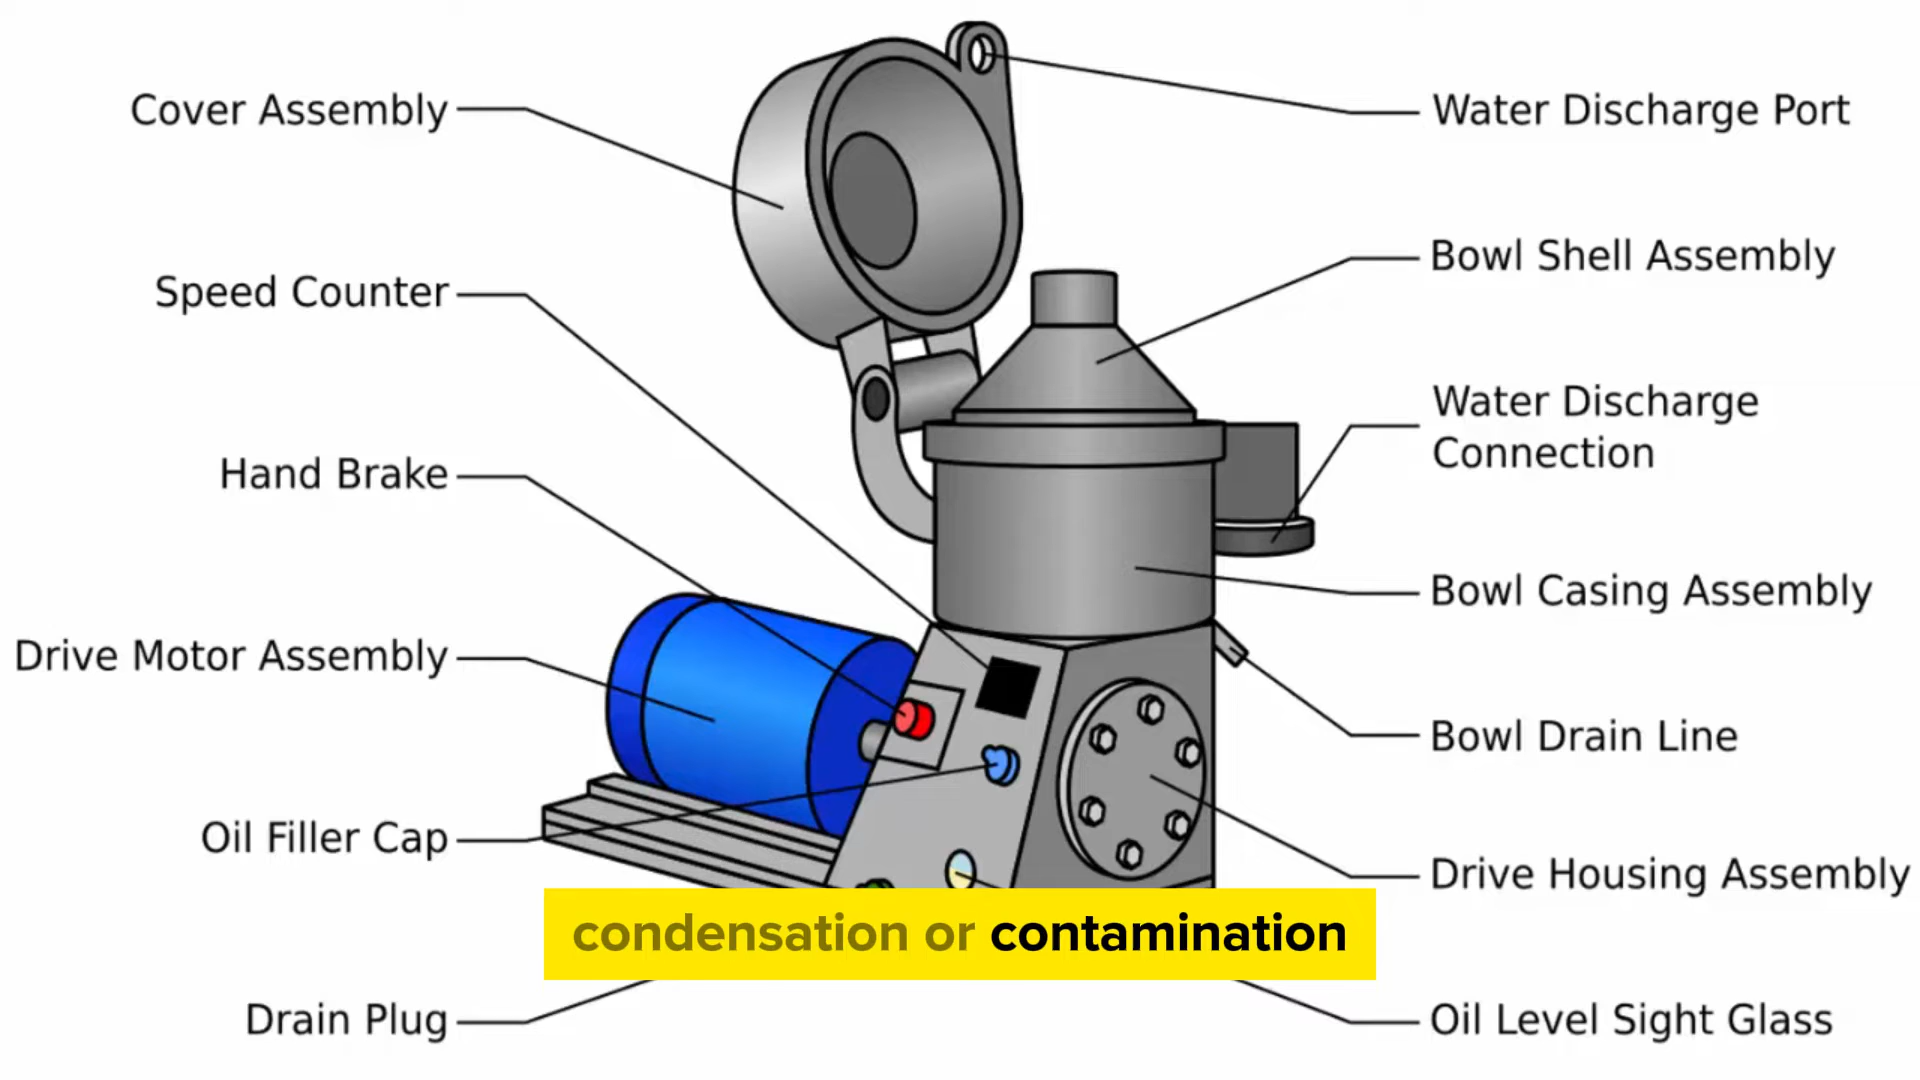 Cover Assembly
Speed Counter
Hand Brake
Drive Motor Assembly
Oil Filler Cap
Drain Plug
Water Discharge Port
Bowl Shell Assembly
Water Discharge
Connection
Bowl Casing Assembly
Bowl Drain Line
Drive Housing Assembly
Oil Level Sight Glass
condensation or contamination